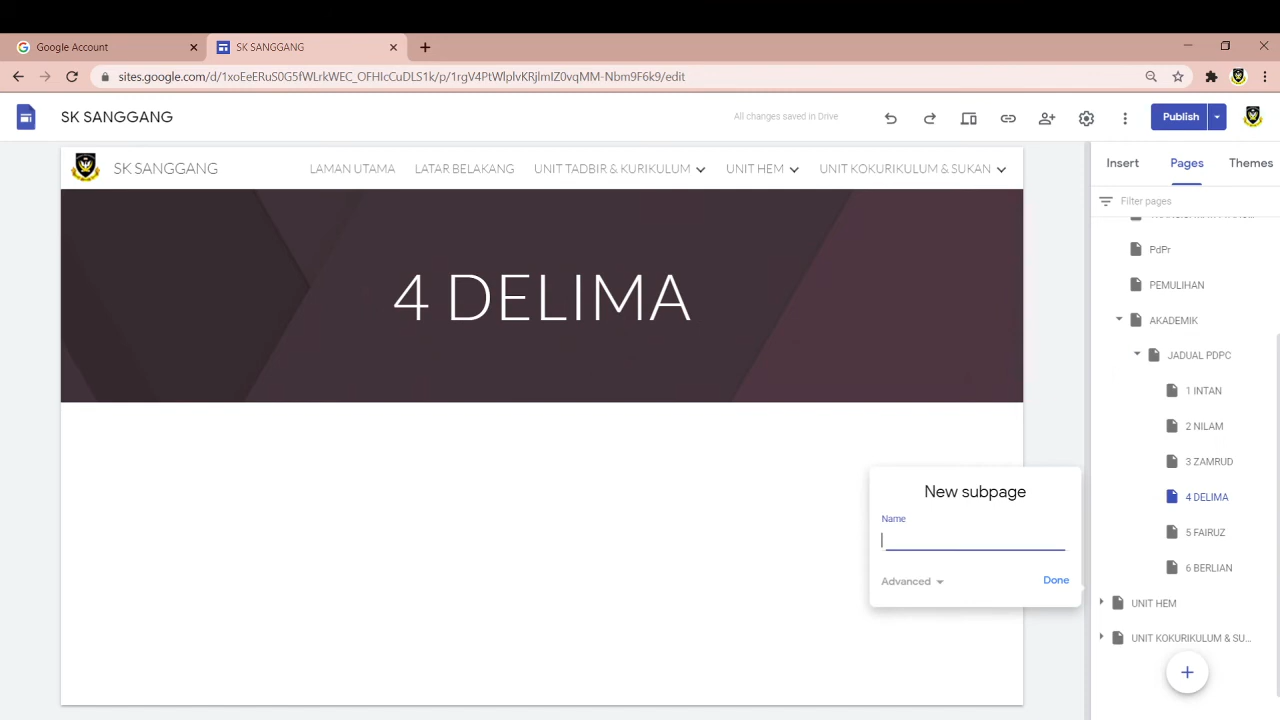 Google Account
SK SANGGANG
sites.google.com/d/1xoEeERuS0G5fWLrkWEC_OFHIcCuDLS1k/p/1rgV4PtWlplvKRjlmIZ0vqMM-Nbm9F6k9/edit
SK SANGGANG
All changes saved in Drive
Publish
SK SANGGANG
LAMAN UTAMA
LATAR BELAKANG
UNIT TADBIR & KURIKULUM
UNIT HEM
UNIT KOKURIKULUM & SUKAN
4 DELIMA
Insert
Pages
Themes
Filter pages
PdPr
PEMULIHAN
AKADEMIK
JADUAL PDPC
1 INTAN
2 NILAM
3 ZAMRUD
4 DELIMA
5 FAIRUZ
6 BERLIAN
UNIT HEM
UNIT KOKURIKULUM & SU...
New subpage
Name
Advanced
Done